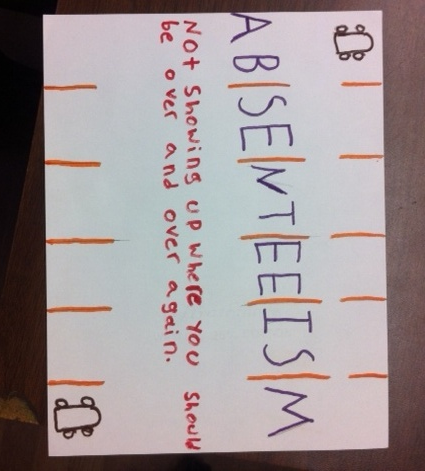 ABSENTEEISM
Not showing up where you should
be over and over again.